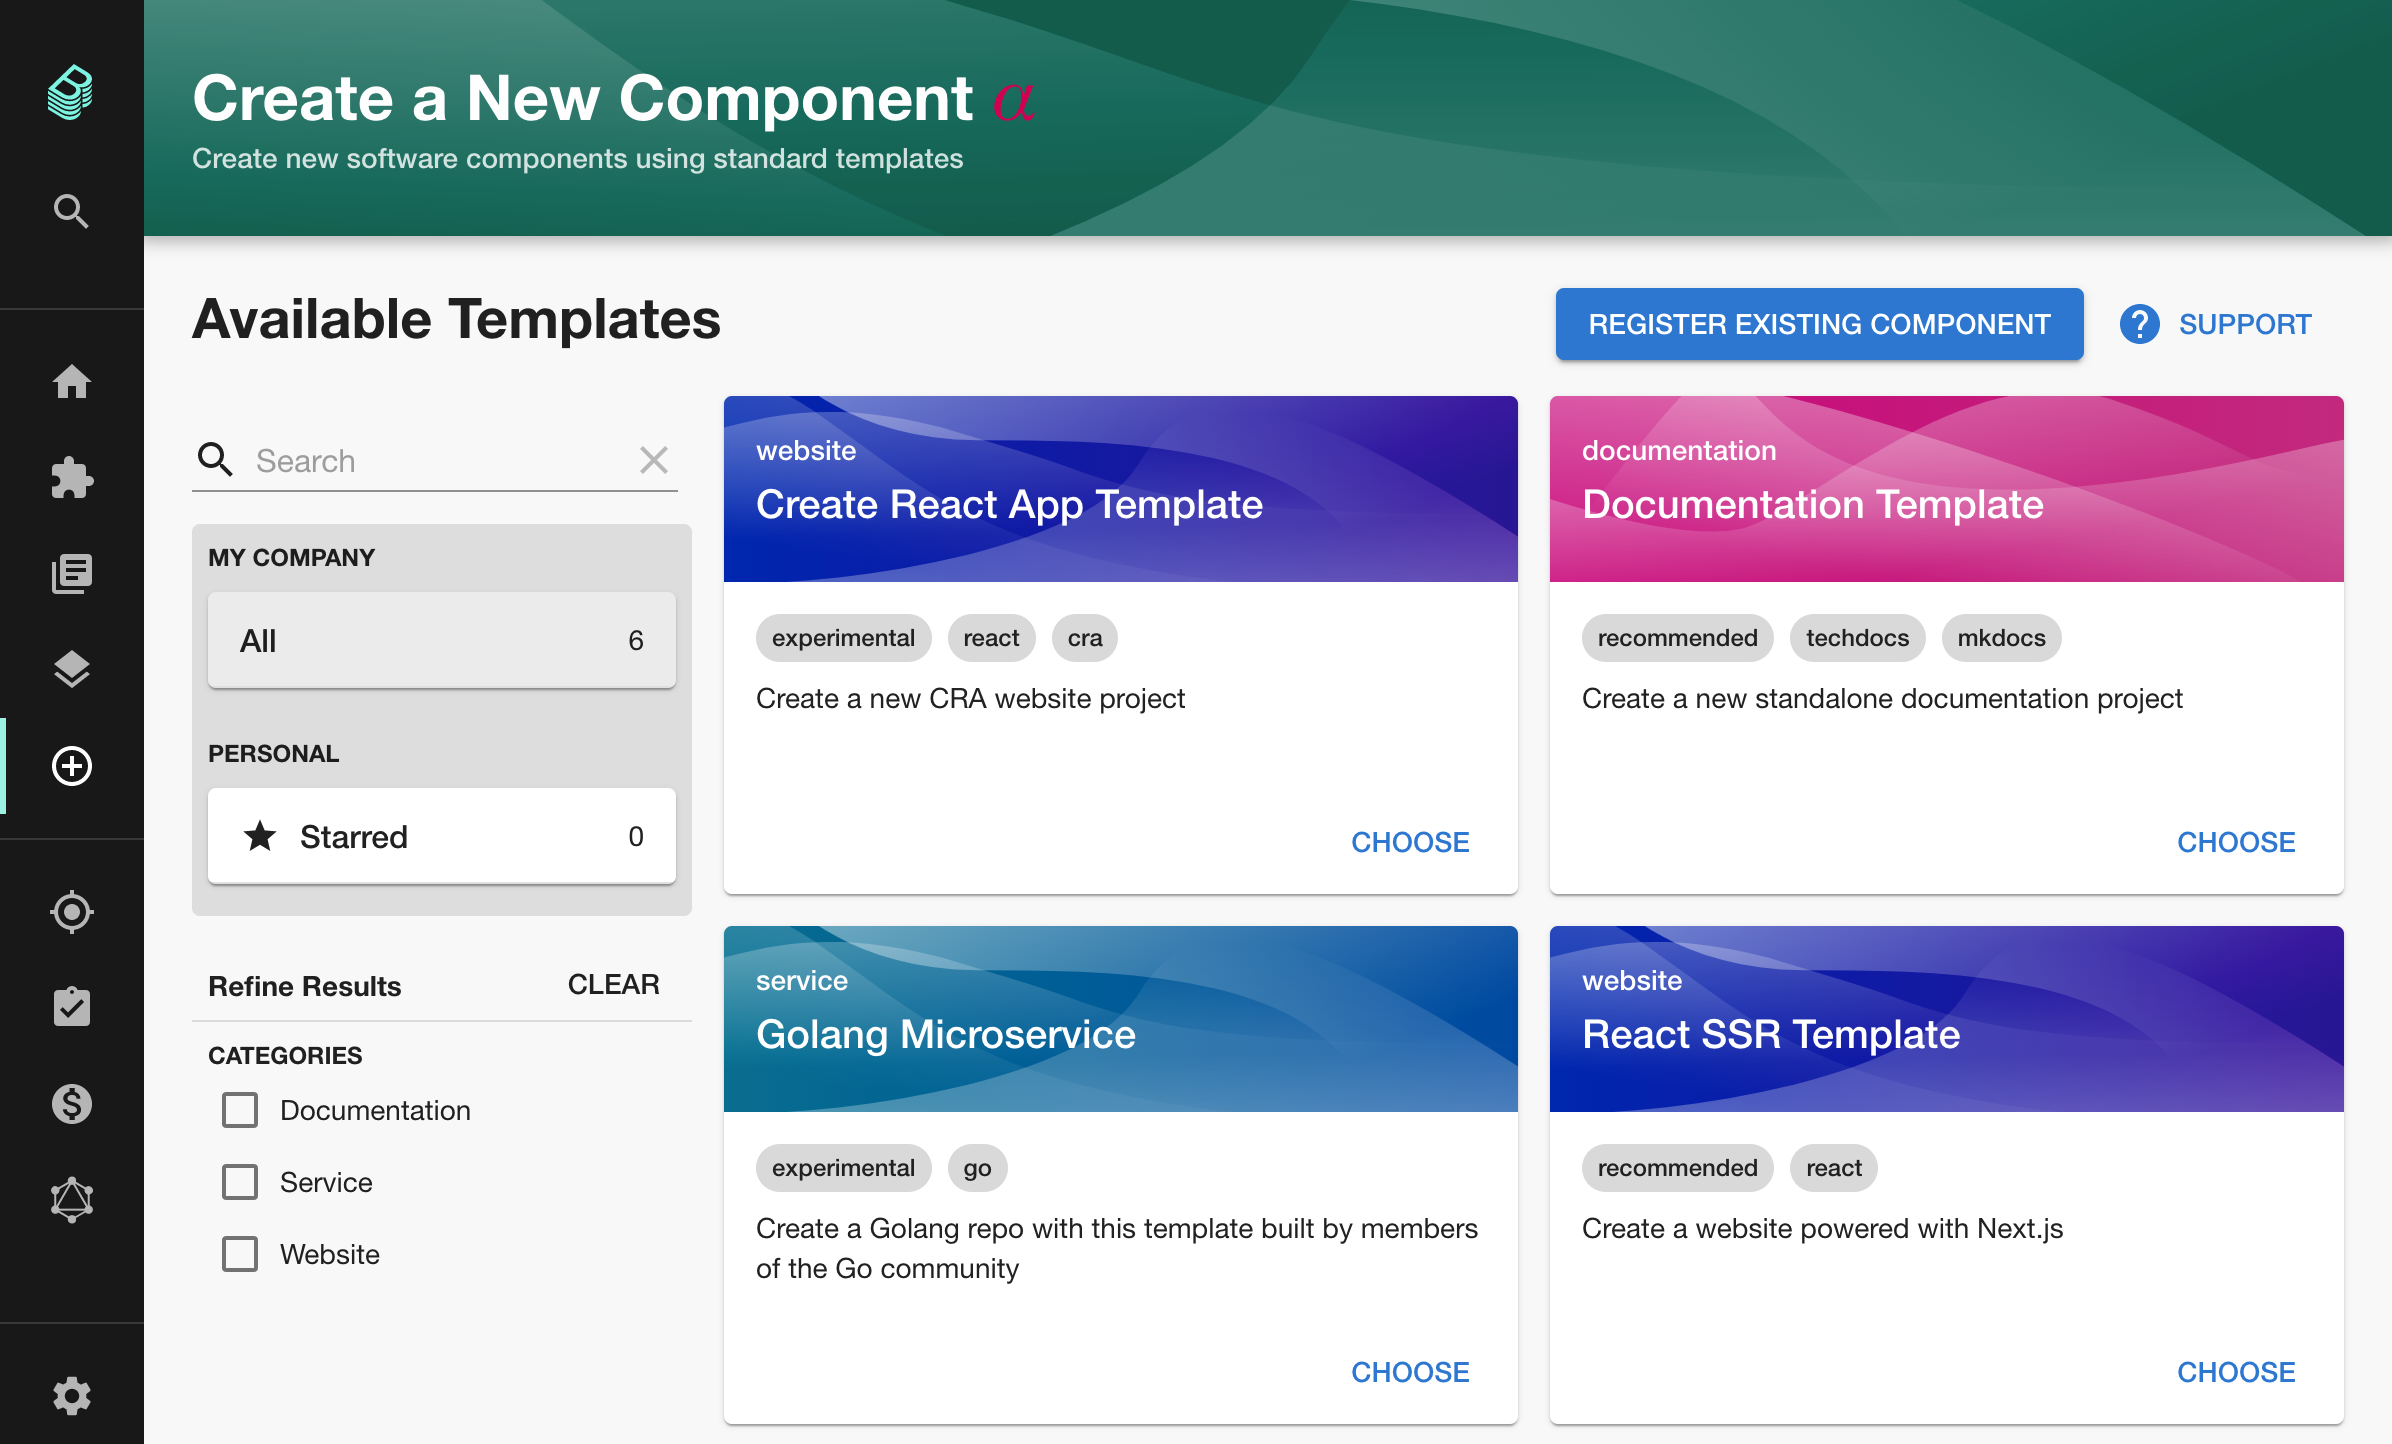 Create a New Component α
Create new software components using standard templates
Available Templates
REGISTER EXISTING COMPONENT
SUPPORT
Search
MY COMPANY
All 6
PERSONAL
Starred 0
Refine Results CLEAR
CATEGORIES
Documentation
Service
Website
website
Create React App Template
experimental react cra
Create a new CRA website project
CHOOSE
documentation
Documentation Template
recommended techdocs mkdocs
Create a new standalone documentation project
CHOOSE
service
Golang Microservice
experimental go
Create a Golang repo with this template built by members
of the Go community
CHOOSE
website
React SSR Template
recommended react
Create a website powered with Next.js
CHOOSE